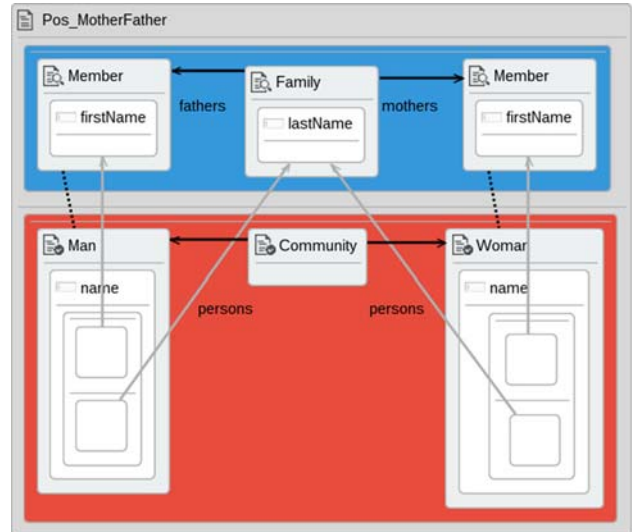 Pos_MotherFather
Member
Family
Member
fathers
mothers
firstName
lastName
firstName
Man
Community
Woman
name
name
persons
persons